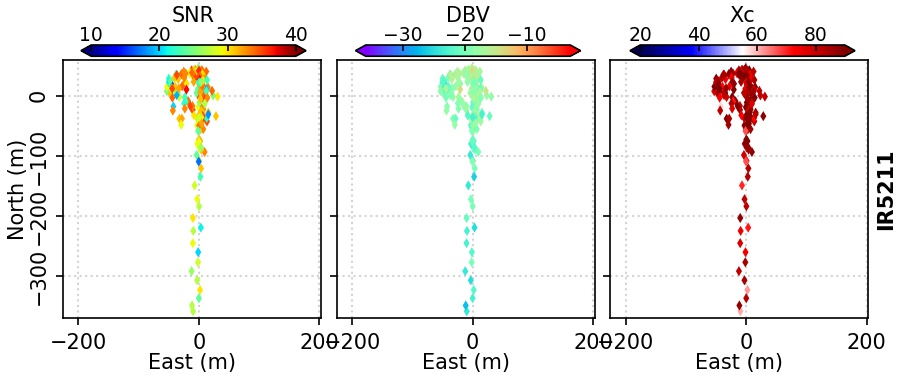 SNR DBV Xc
10 20 30 40 −30 −20 −10 20 40 60 80
North (m)
0
−100
−200
−300
IR5211
−200 0 200 −200 0 200 −200 0 200
East (m) East (m) East (m)